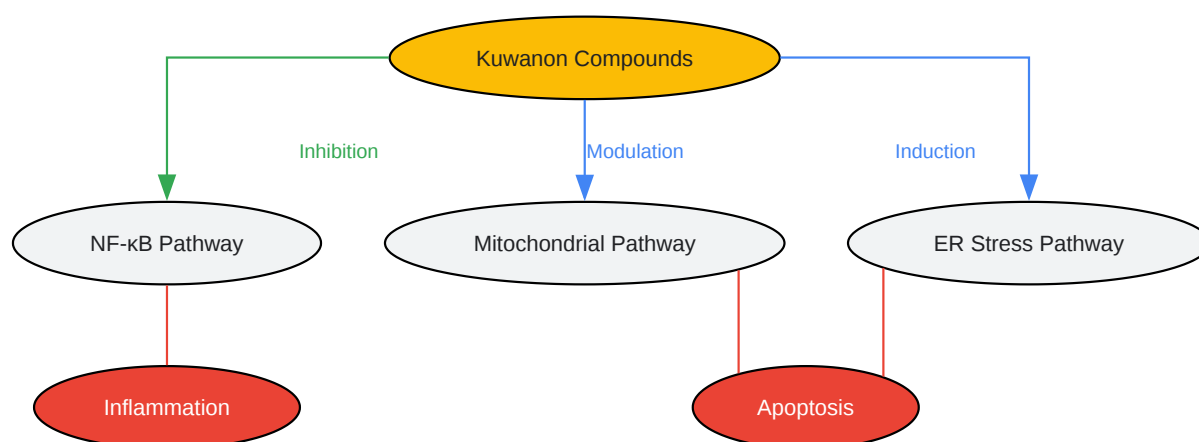 Kuwanon Compounds
Inhibition
Modulation
Induction
NF-κB Pathway
Mitochondrial Pathway
ER Stress Pathway
Inflammation
Apoptosis